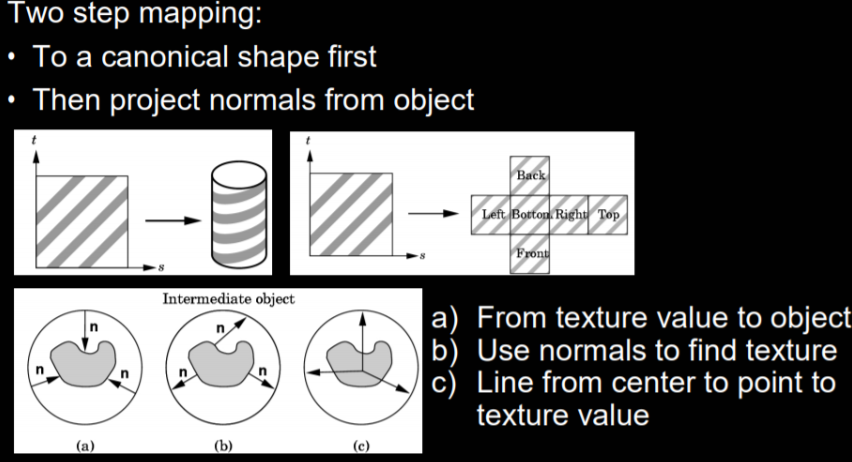 Two step mapping:
• To a canonical shape first
• Then project normals from object
t
s
t
s
Back
Left Bottom Right Top
Front
Intermediate object
n
n
n
n
n
n
(a)
(b)
(c)
a) From texture value to object
b) Use normals to find texture
c) Line from center to point to
texture value